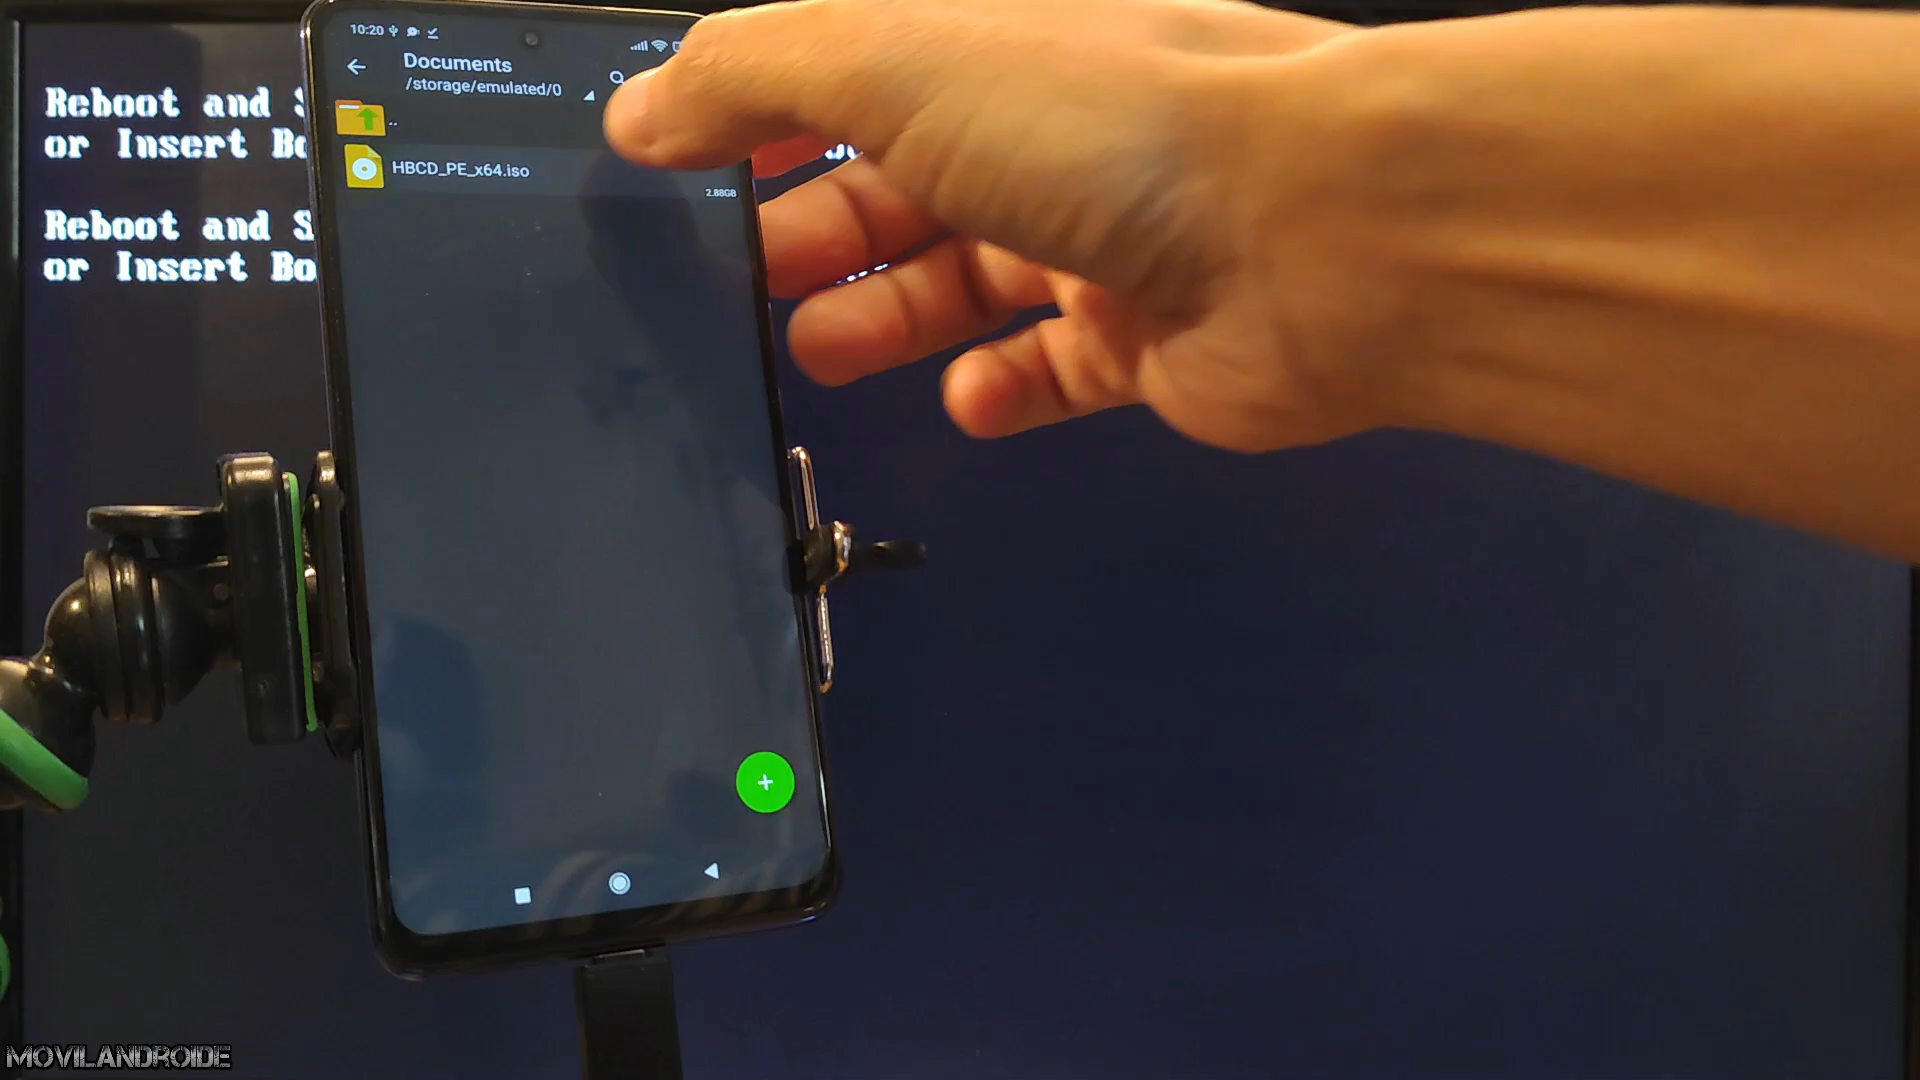 10:20
Documents
/storage/emulated/0
..
HBCD_PE_x64.iso
2.88GB
Reboot and
or Insert
Reboot and
or Insert
MOVILANDROIDE